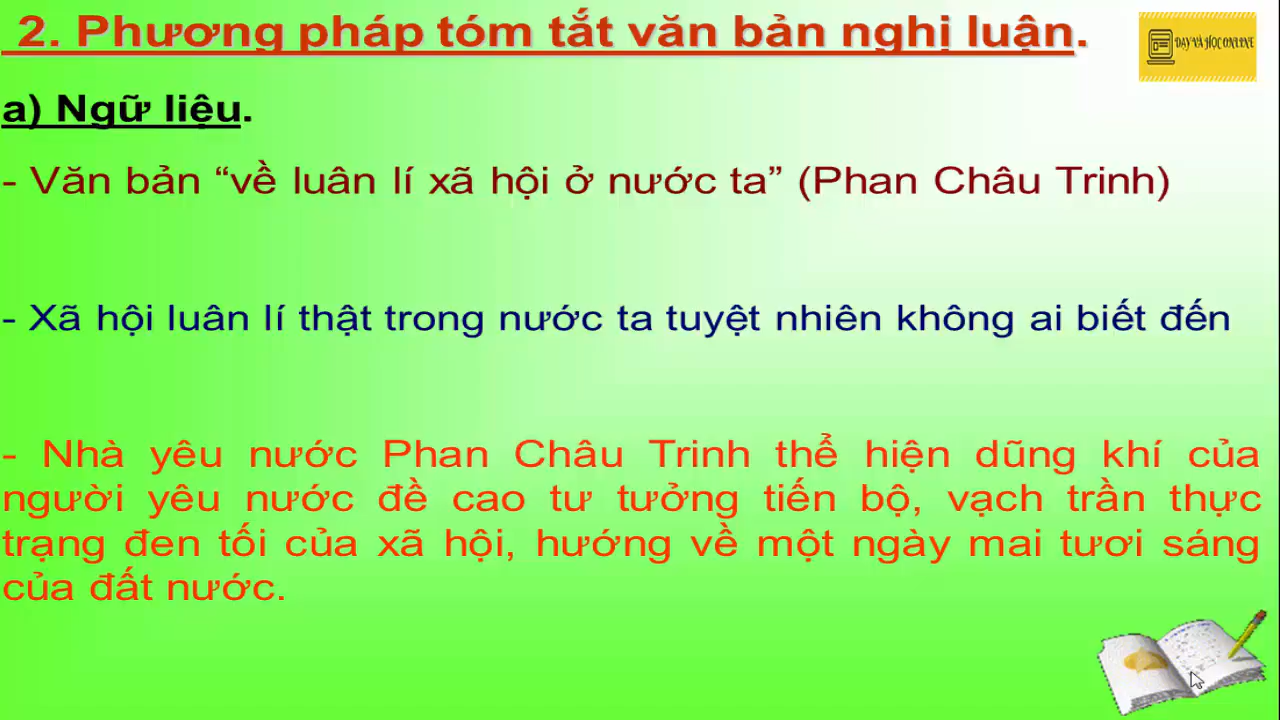 2. Phương pháp tóm tắt văn bản nghị luận.
DẠY VÀ HỌC ONLINE
a) Ngữ liệu.
- Văn bản “về luân lí xã hội ở nước ta” (Phan Châu Trinh)
- Xã hội luân lí thật trong nước ta tuyệt nhiên không ai biết đến
- Nhà yêu nước Phan Châu Trinh thể hiện dũng khí của
người yêu nước đề cao tư tưởng tiến bộ, vạch trần thực
trạng đen tối của xã hội, hướng về một ngày mai tươi sáng
của đất nước.